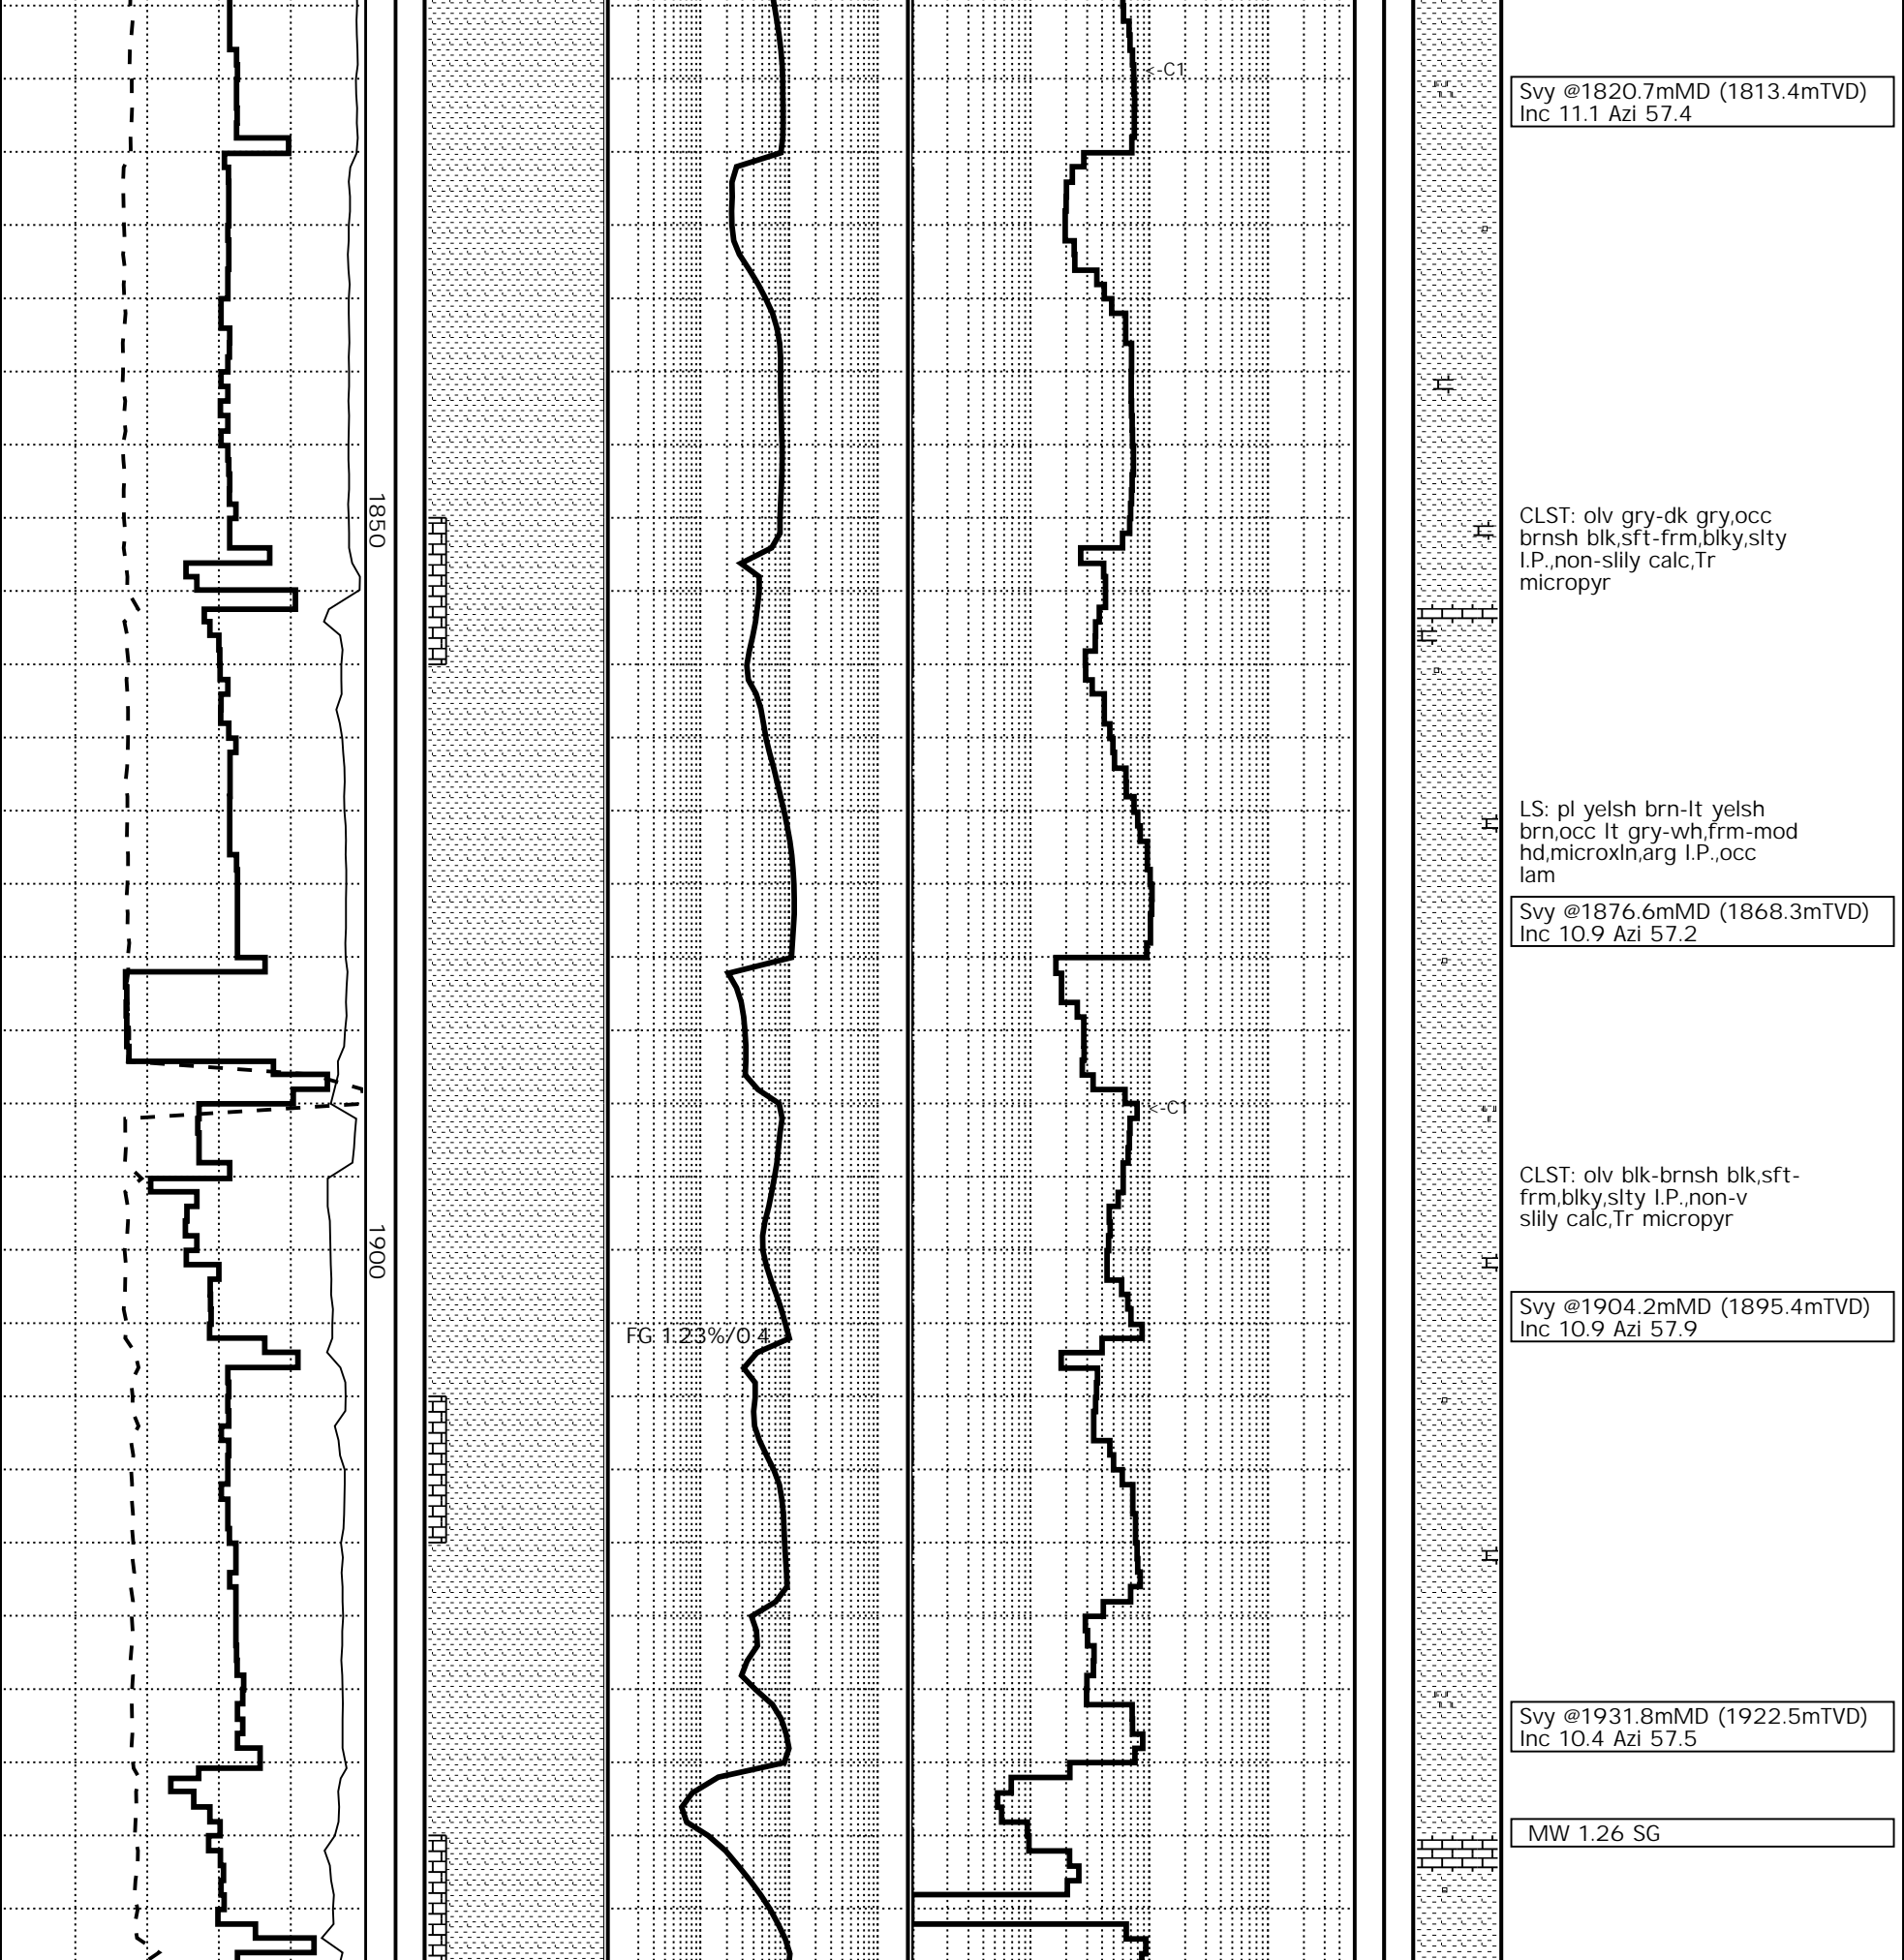 <-C1
Svy @1820.7mMD (1813.4mTVD)
Inc 11.1 Azi 57.4
1850
CLST: olv gry-dk gry,occ
brnsh blk,sft-frm,blky,slty
I.P.,non-slily calc,Tr
micropyr
LS: pl yelsh brn-lt yelsh
brn,occ lt gry-wh,frm-mod
hd,microxln,arg I.P.,occ
lam
Svy @1876.6mMD (1868.3mTVD)
Inc 10.9 Azi 57.2
<-C1
CLST: olv blk-brnsh blk,sft-
frm,blky,slty I.P.,non-v
slily calc,Tr micropyr
1900
Svy @1904.2mMD (1895.4mTVD)
Inc 10.9 Azi 57.9
FG 1.23%/0.4
Svy @1931.8mMD (1922.5mTVD)
Inc 10.4 Azi 57.5
MW 1.26 SG